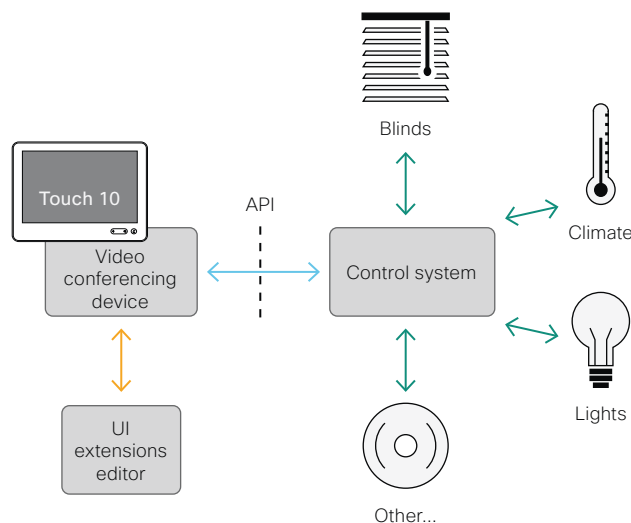 Blinds
Touch 10
API
Climate
Video
conferencing
device
Control system
Lights
UI
extensions
editor
Other...